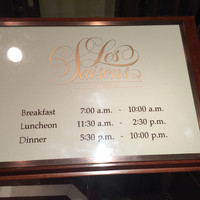 Les
Saisons
Breakfast 7:00 a.m. - 10:00 a.m.
Luncheon 11:30 a.m. - 2:30 p.m.
Dinner 5:30 p.m. - 10:00 p.m.